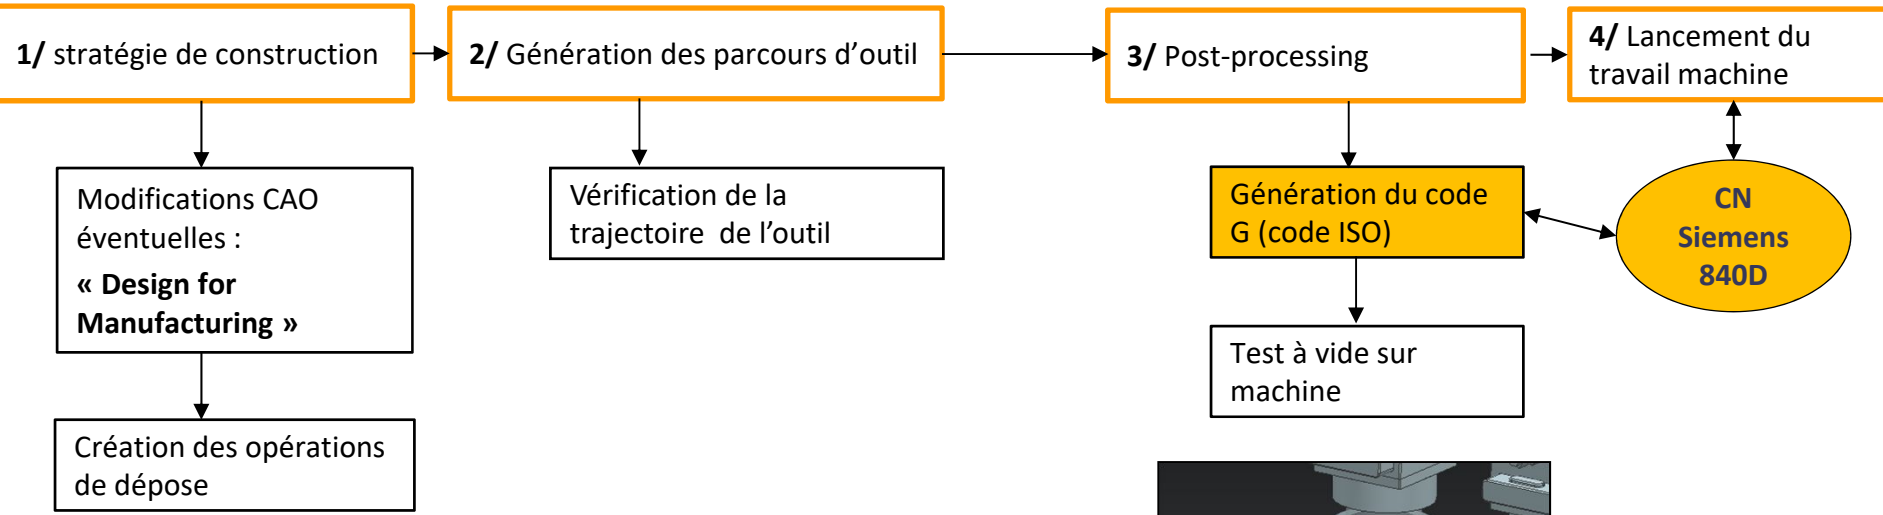 1/ stratégie de construction
2/ Génération des parcours d’outil
3/ Post-processing
4/ Lancement du
travail machine
Modifications CAO
éventuelles :
« Design for
Manufacturing »
Création des opérations
de dépose
Vérification de la
trajectoire  de l’outil
Génération du code
G (code ISO)
Test à vide sur
machine
CN
Siemens
840D